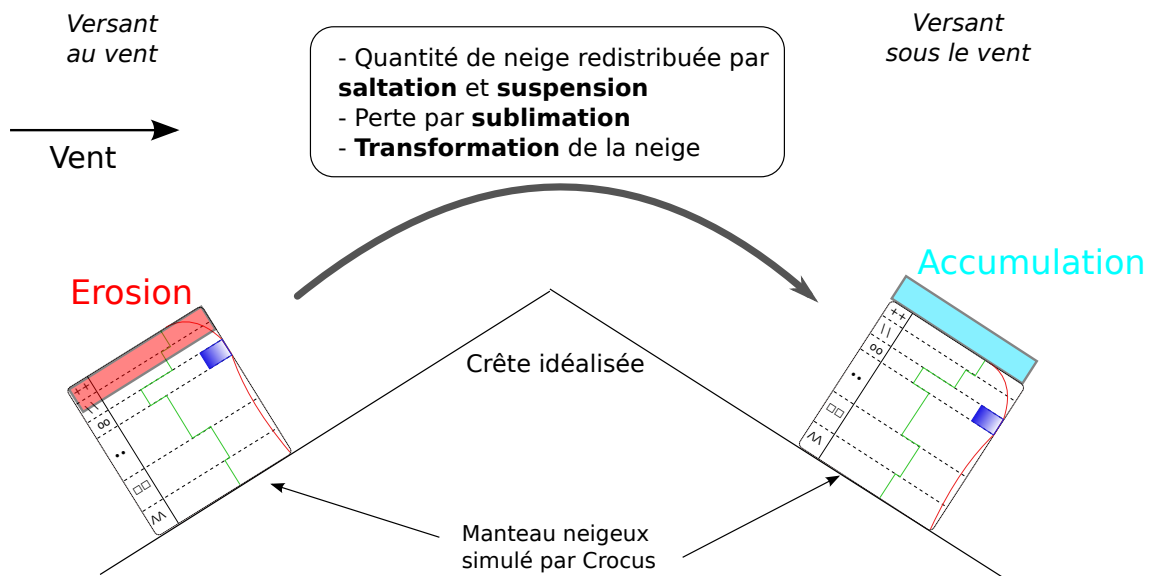 Versant
au vent
Versant
sous le vent
- Quantité de neige redistribuée par
saltation et suspension
- Perte par sublimation
- Transformation de la neige
Vent
Erosion
Accumulation
Crête idéalisée
Manteau neigeux
simulé par Crocus